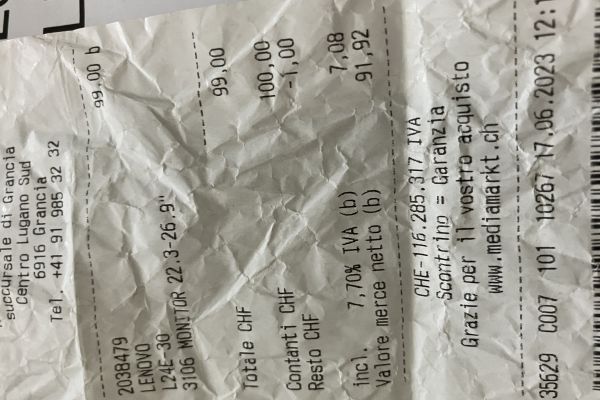 succursale di Grancia
Centro Lugano Sud
6916 Grancia
Tel. +41 91 985 32 32
2038479 99,00 b
LENOVO
L24E-30
3106 MONITOR 22.3-26.9"
Totale CHF 99,00
Contanti CHF 100,00
Resto CHF -1,00
incl. 7,70% IVA (b) 7,08
Valore merce netto (b) 91,92
CHE-116.285.317 IVA
Scontrino = Garanzia
Grazie per il vostro acquisto
www.mediamarkt.ch
35629 C007 101 10267 17.06.2023